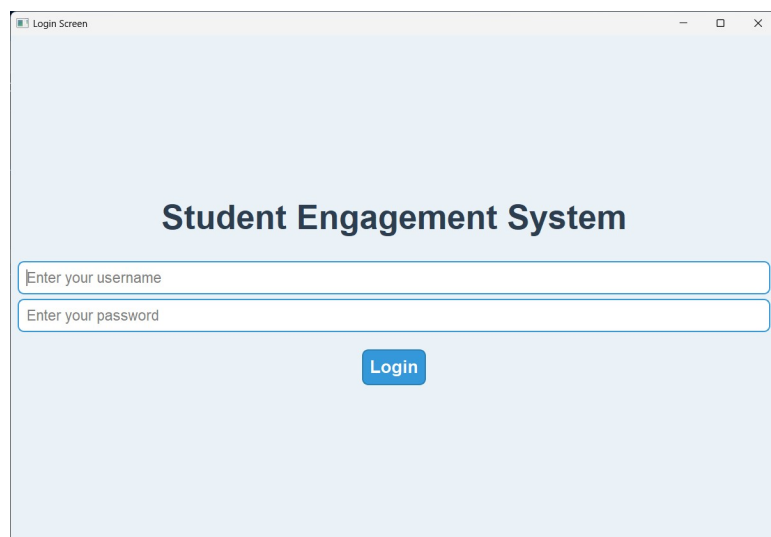 Login Screen
Student Engagement System
Enter your username
Enter your password
Login